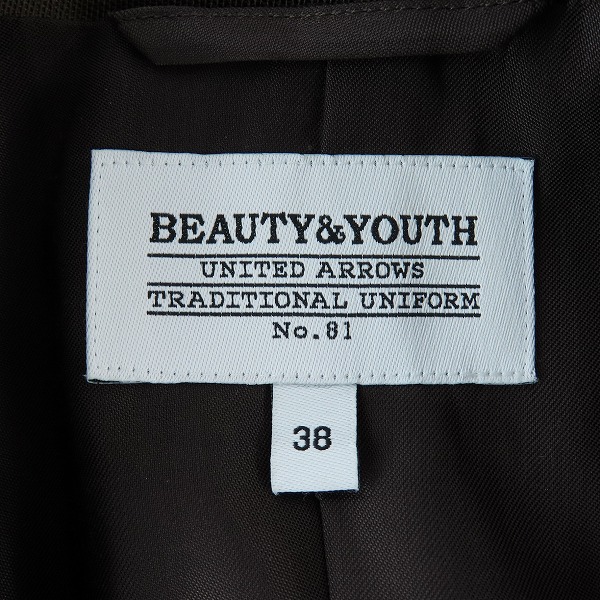 BEAUTY&YOUTH
UNITED ARROWS
TRADITIONAL UNIFORM
No.81
38